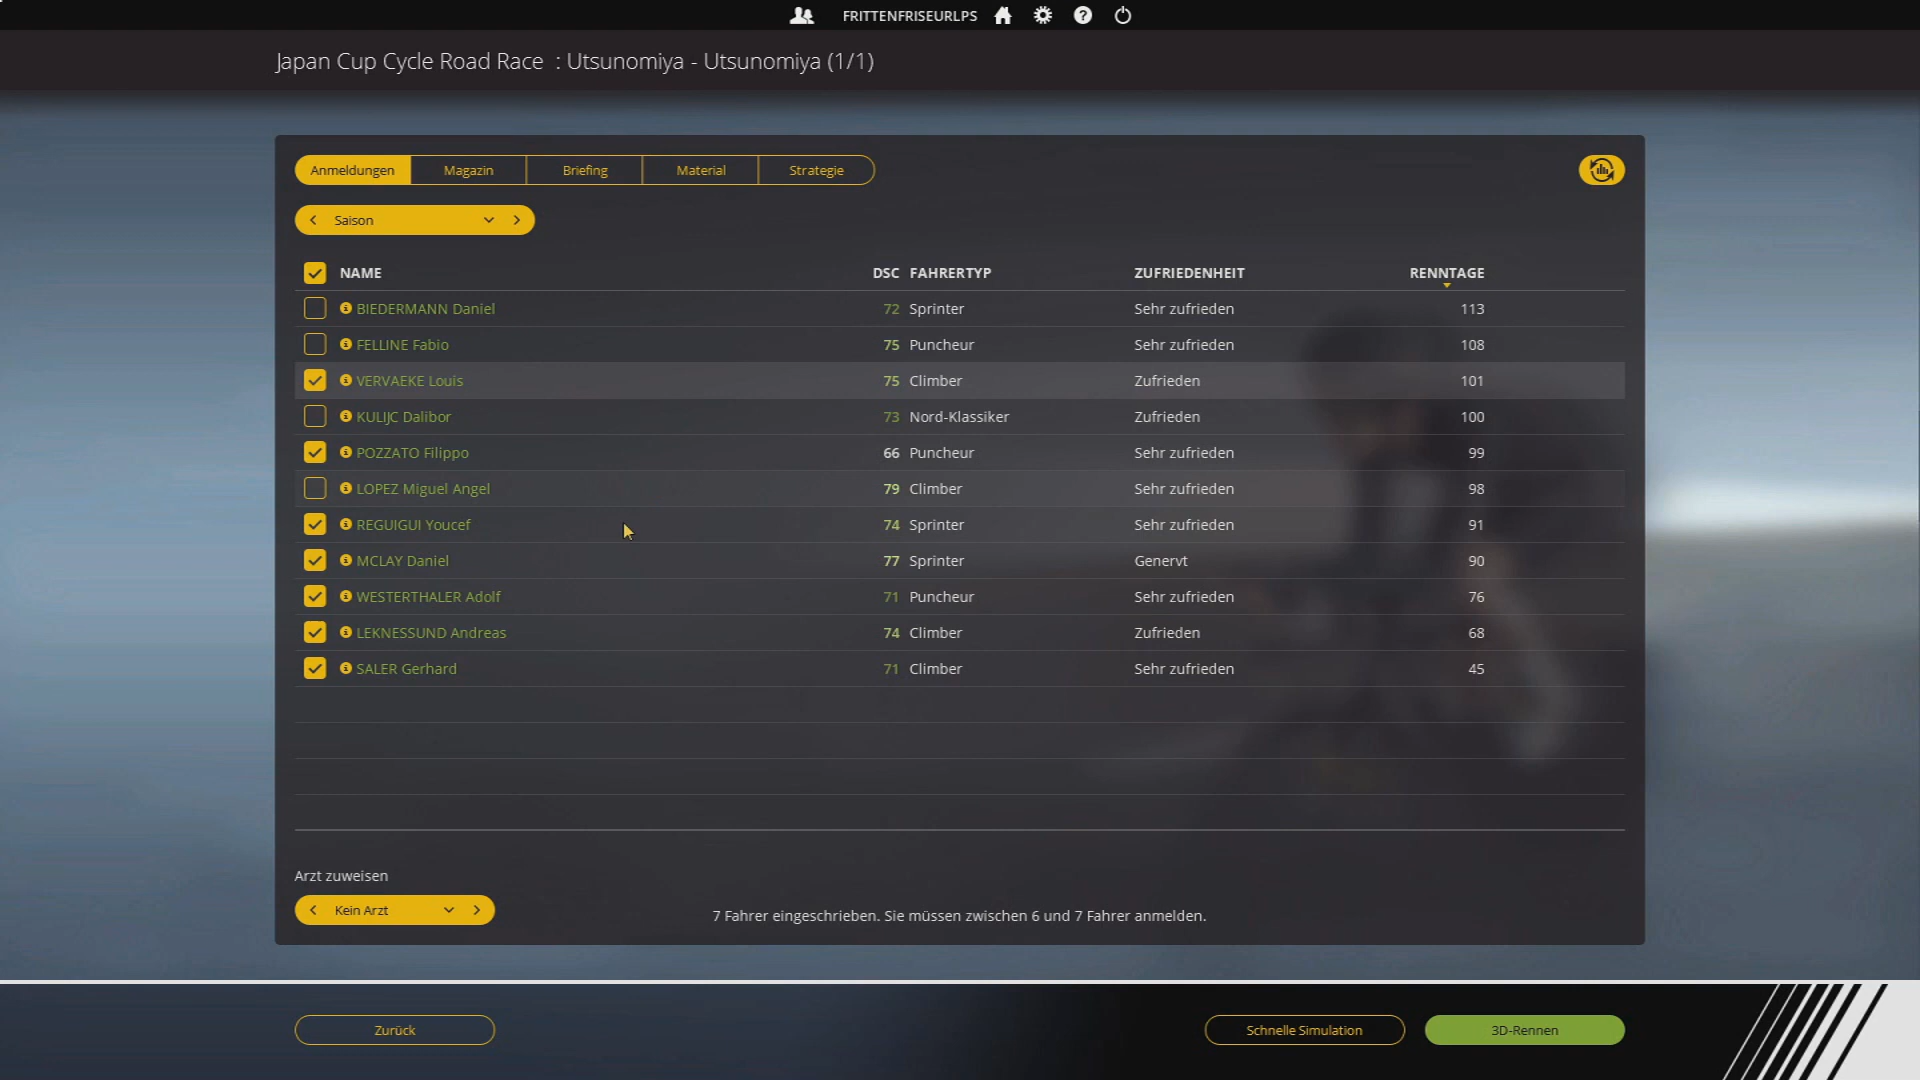 FRITTENFRISEURLPS
Japan Cup Cycle Road Race : Utsunomiya - Utsunomiya (1/1)
Anmeldungen Magazin Briefing Material Strategie
Saison
NAME DSC FAHRERTYP ZUFRIEDENHEIT RENNTAGE
BIEDERMANN Daniel 72 Sprinter Sehr zufrieden 113
FELLINE Fabio 75 Puncheur Sehr zufrieden 108
VERVAEKE Louis 75 Climber Zufrieden 101
KULIJC Dalibor 73 Nord-Klassiker Zufrieden 100
POZZATO Filippo 66 Puncheur Sehr zufrieden 99
LOPEZ Miguel Angel 79 Climber Sehr zufrieden 98
REGUIGUI Youcef 74 Sprinter Sehr zufrieden 91
MCLAY Daniel 77 Sprinter Genervt 90
WESTERTHALER Adolf 71 Puncheur Sehr zufrieden 76
LEKNESSUND Andreas 74 Climber Zufrieden 68
SALER Gerhard 71 Climber Sehr zufrieden 45
Arzt zuweisen
Kein Arzt
7 Fahrer eingeschrieben. Sie müssen zwischen 6 und 7 Fahrer anmelden.
Zurück Schnelle Simulation 3D-Rennen